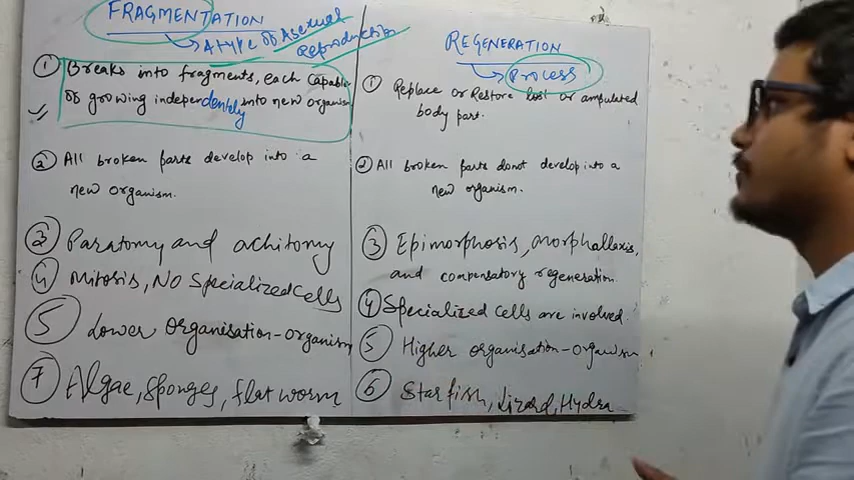 FRAGMENTATION
A type of Asexual
Reproduction
① Breaks into fragments, each capable
of growing independentely into new organism
② All broken parts develop into a
new organism.
③ Paratomy and achitomy
④ Mitosis, No Specialized cells
5 Lower organisation-organism
⑦ Algae, Sponges, flat worm
REGENERATION
Process
① Replace or Restore lost or amputated
body part.
② All broken parts donot develop into a
new organism.
③ Epimorphosis, morphallaxis,
and compensatory regeneration.
④ Specialized cells are involved.
⑤ Higher organisation-organism
⑥ Starfish, Lizard, Hydra